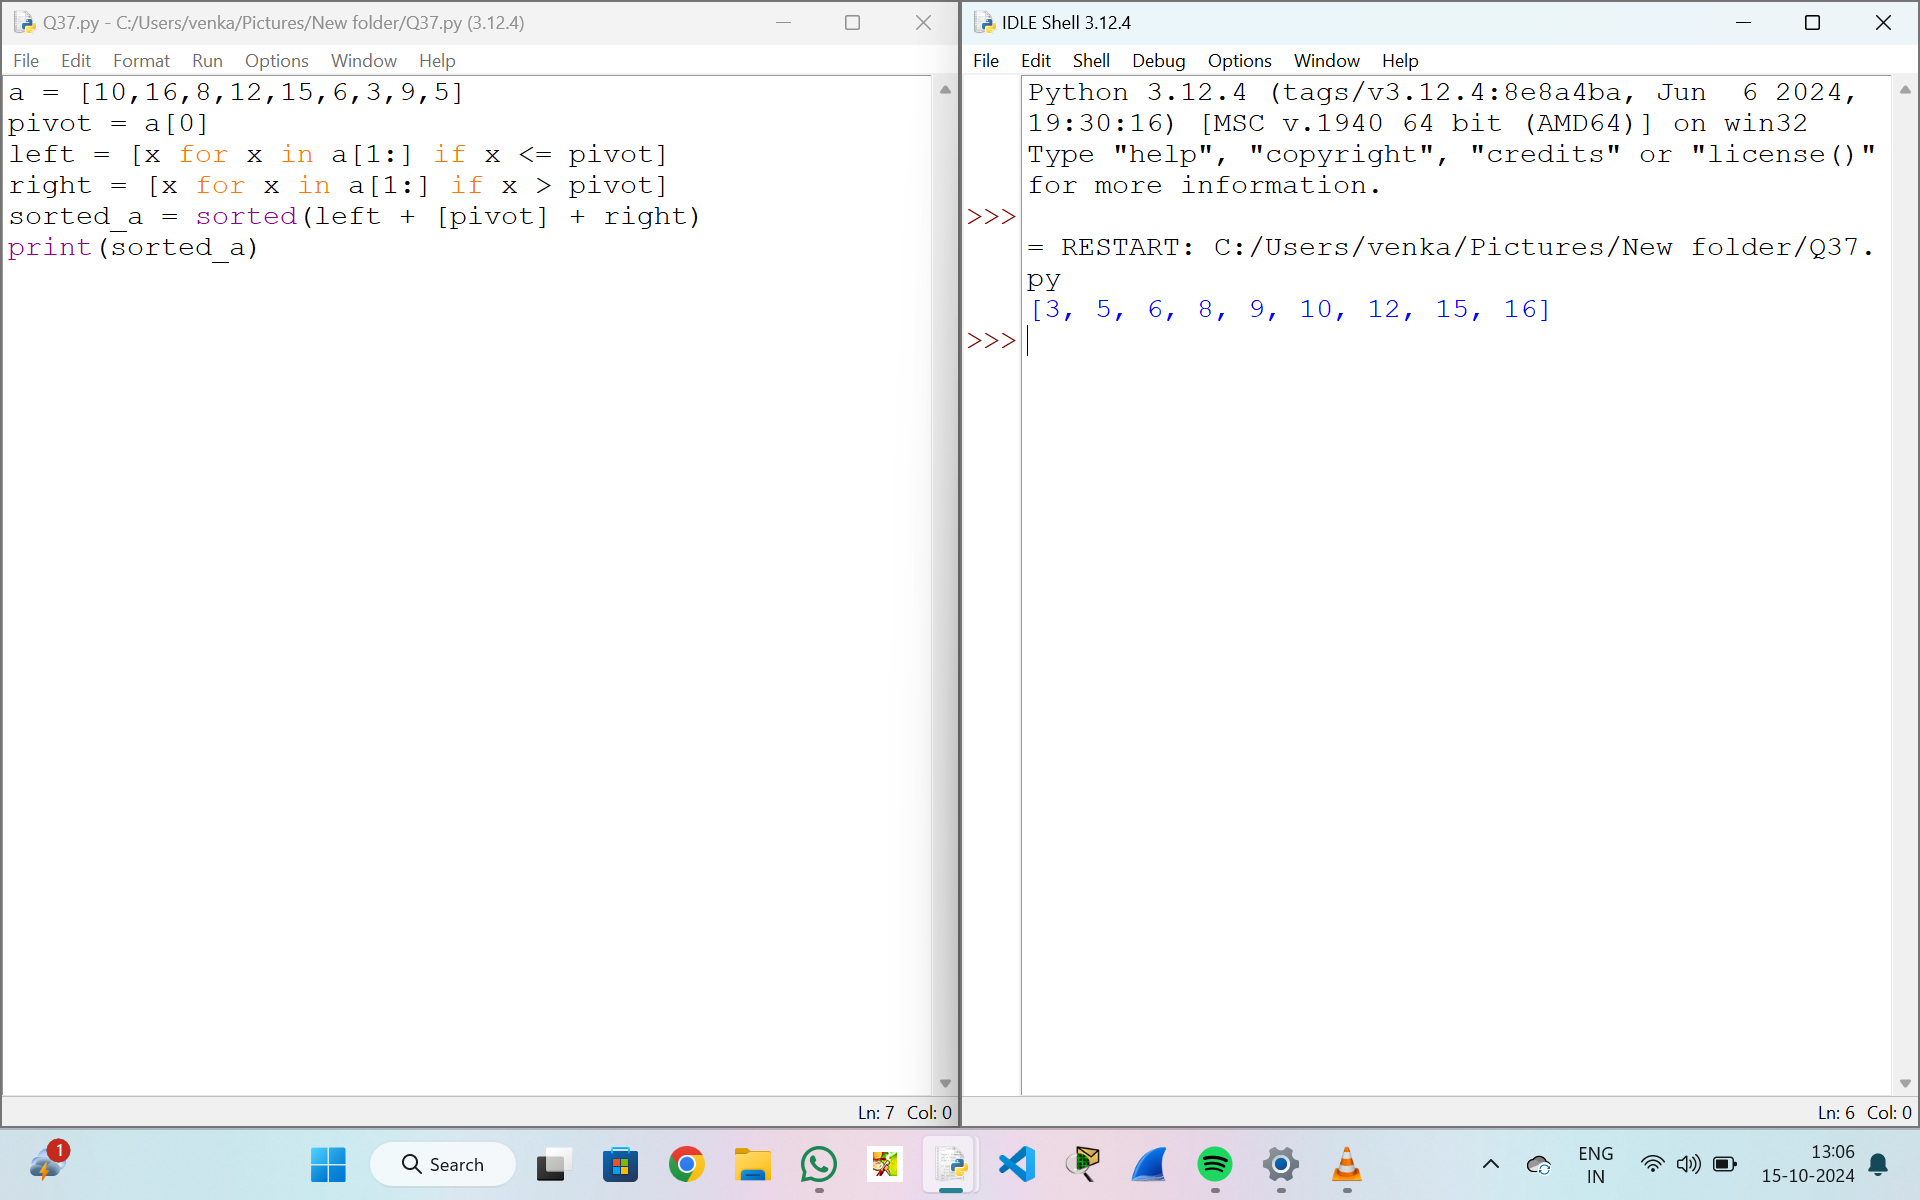 Q37.py - C:/Users/venka/Pictures/New folder/Q37.py (3.12.4)
File Edit Format Run Options Window Help
a = [10,16,8,12,15,6,3,9,5]
pivot = a[0]
left = [x for x in a[1:] if x <= pivot]
right = [x for x in a[1:] if x > pivot]
sorted_a = sorted(left + [pivot] + right)
print(sorted_a)
Ln: 7 Col: 0
IDLE Shell 3.12.4
File Edit Shell Debug Options Window Help
Python 3.12.4 (tags/v3.12.4:8e8a4ba, Jun  6 2024,
19:30:16) [MSC v.1940 64 bit (AMD64)] on win32
Type "help", "copyright", "credits" or "license()"
for more information.
>>>
= RESTART: C:/Users/venka/Pictures/New folder/Q37.
py
[3, 5, 6, 8, 9, 10, 12, 15, 16]
>>>
Ln: 6 Col: 0
1
Search
ENG
IN
13:06
15-10-2024